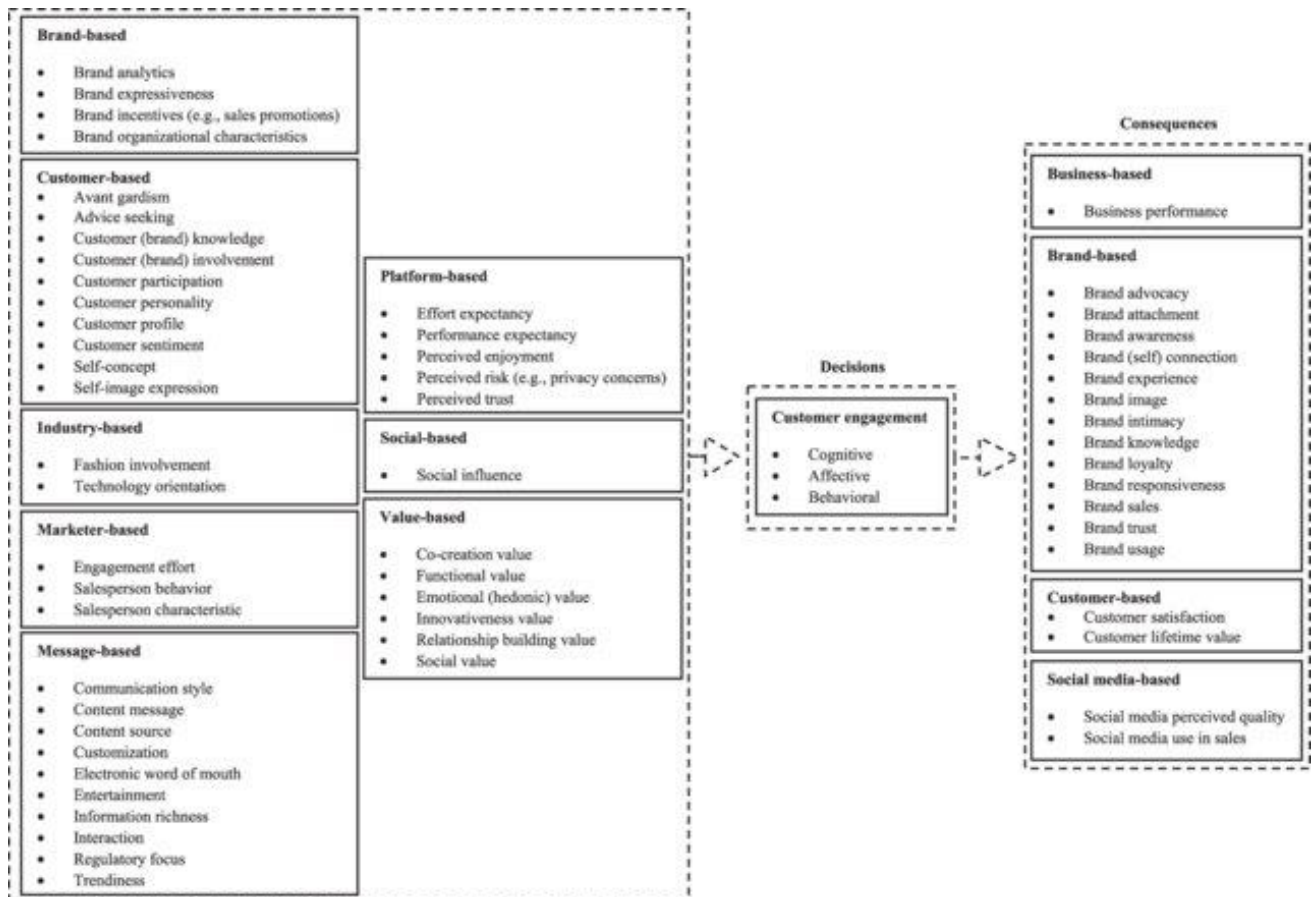 Brand-based
• Brand analytics
• Brand expressiveness
• Brand incentives (e.g., sales promotions)
• Brand organizational characteristics
Customer-based
• Avant gardism
• Advice seeking
• Customer (brand) knowledge
• Customer (brand) involvement
• Customer participation
• Customer personality
• Customer profile
• Customer sentiment
• Self-concept
• Self-image expression
Industry-based
• Fashion involvement
• Technology orientation
Marketer-based
• Engagement effort
• Salesperson behavior
• Salesperson characteristic
Message-based
• Communication style
• Content message
• Content source
• Customization
• Electronic word of mouth
• Entertainment
• Information richness
• Interaction
• Regulatory focus
• Trendiness
Platform-based
• Effort expectancy
• Performance expectancy
• Perceived enjoyment
• Perceived risk (e.g., privacy concerns)
• Perceived trust
Social-based
• Social influence
Value-based
• Co-creation value
• Functional value
• Emotional (hedonic) value
• Innovativeness value
• Relationship building value
• Social value
Decisions
Customer engagement
• Cognitive
• Affective
• Behavioral
Consequences
Business-based
• Business performance
Brand-based
• Brand advocacy
• Brand attachment
• Brand awareness
• Brand (self) connection
• Brand experience
• Brand image
• Brand intimacy
• Brand knowledge
• Brand loyalty
• Brand responsiveness
• Brand sales
• Brand trust
• Brand usage
Customer-based
• Customer satisfaction
• Customer lifetime value
Social media-based
• Social media perceived quality
• Social media use in sales